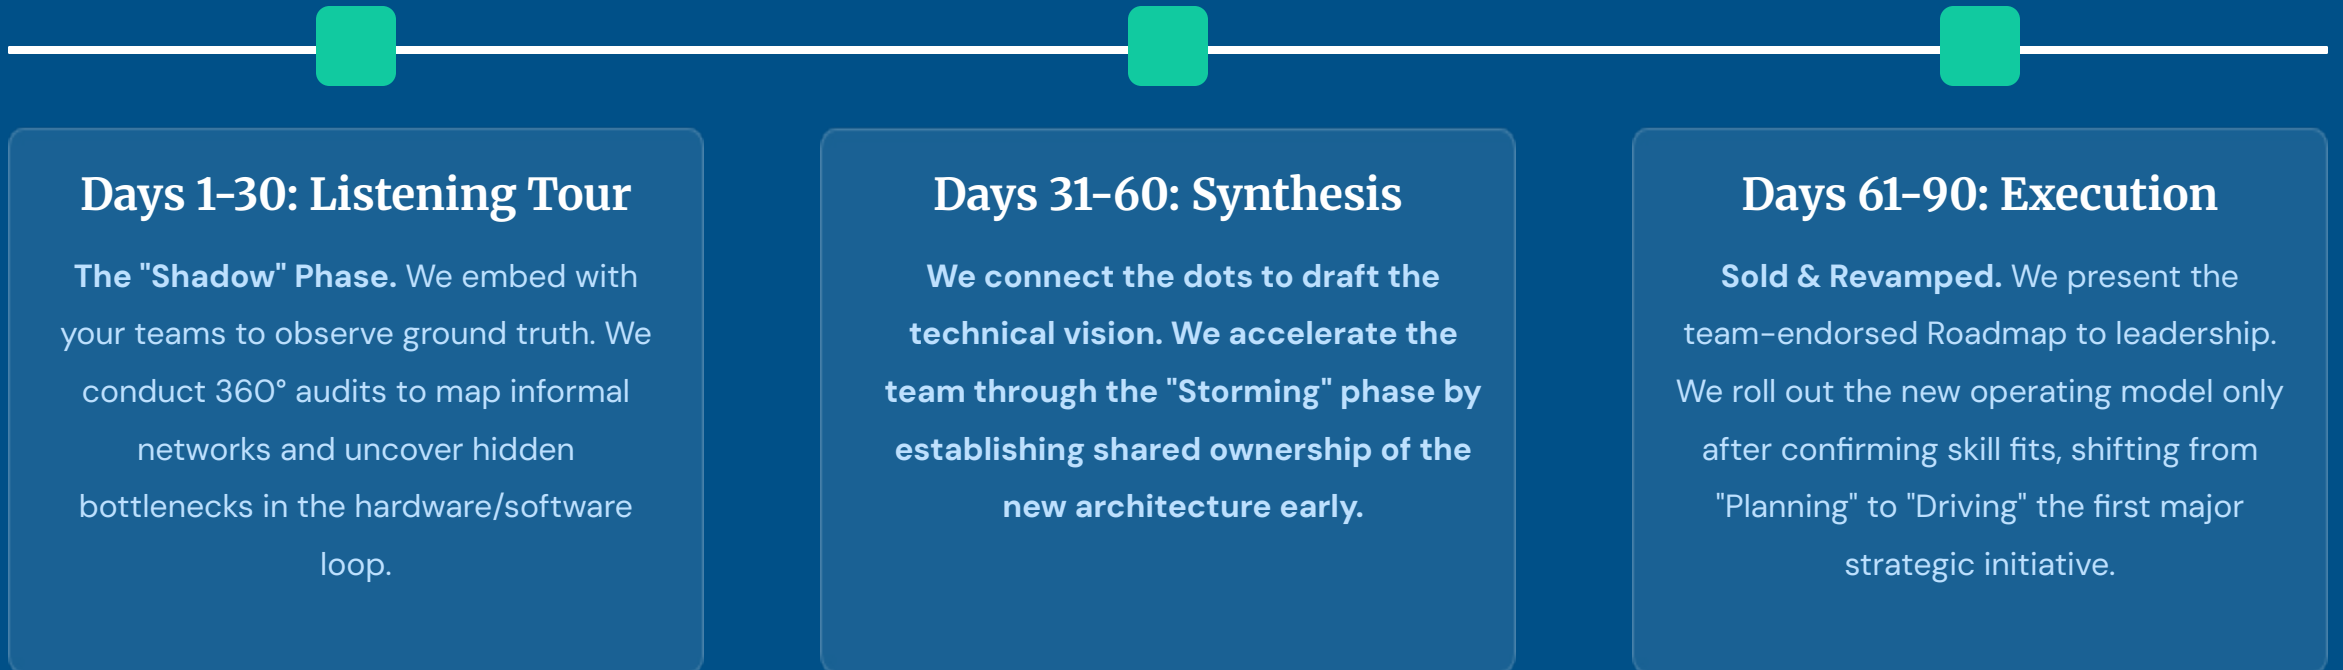 Days 1-30: Listening Tour
The "Shadow" Phase. We embed with
your teams to observe ground truth. We
conduct 360° audits to map informal
networks and uncover hidden
bottlenecks in the hardware/software
loop.
Days 31-60: Synthesis
We connect the dots to draft the
technical vision. We accelerate the
team through the "Storming" phase by
establishing shared ownership of the
new architecture early.
Days 61-90: Execution
Sold & Revamped. We present the
team-endorsed Roadmap to leadership.
We roll out the new operating model only
after confirming skill fits, shifting from
"Planning" to "Driving" the first major
strategic initiative.